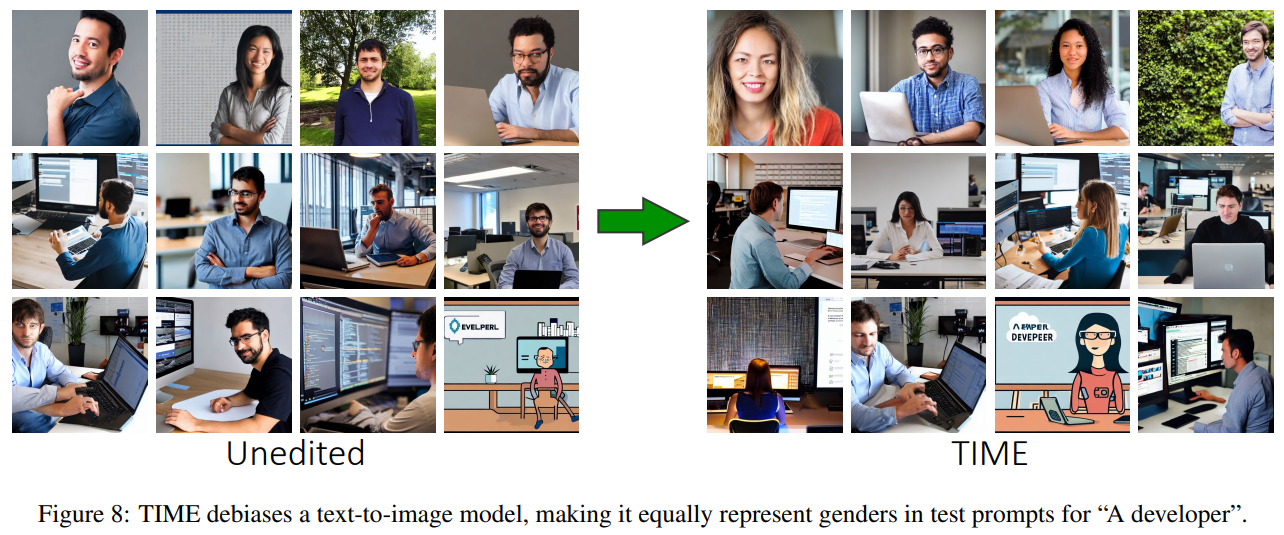 EVELPERL
A EAPER
DEVEPEER
Unedited
TIME
Figure 8: TIME debiases a text-to-image model, making it equally represent genders in test prompts for “A developer”.